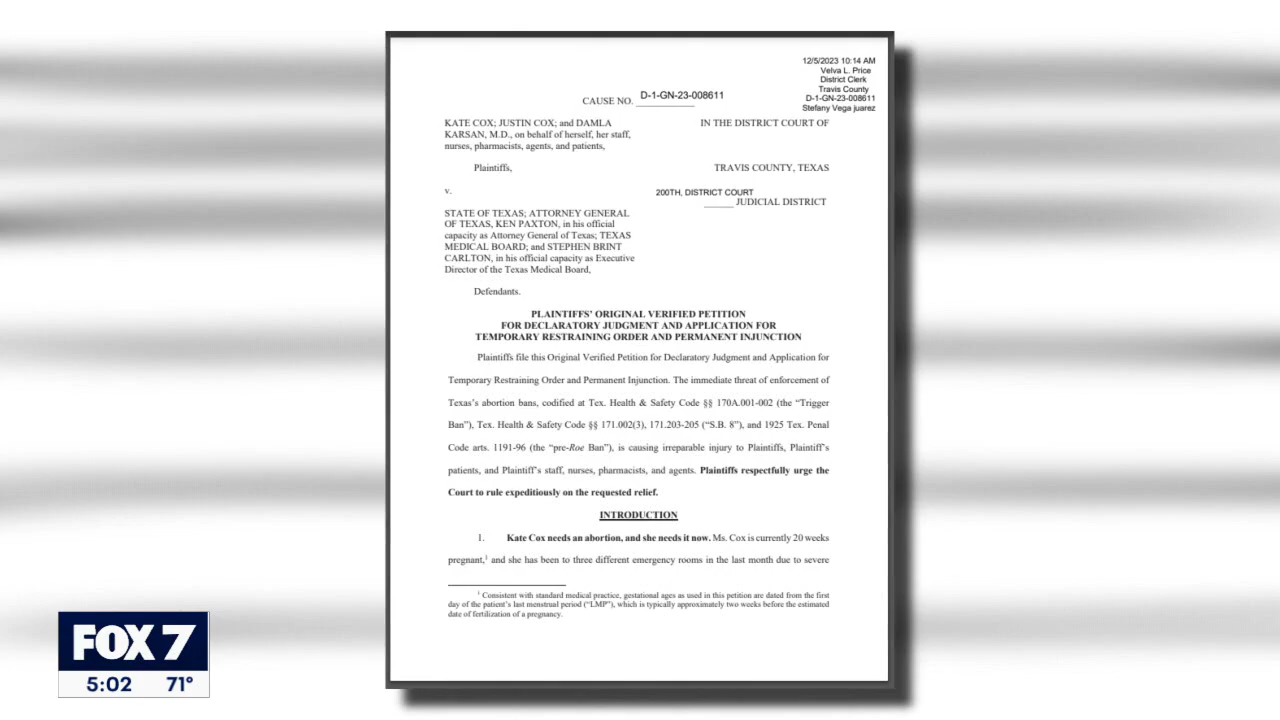 12/5/2023 10:14 AM
Velva L. Price
District Clerk
Travis County
D-1-GN-23-008611
Stefany Vega juarez
CAUSE NO. D-1-GN-23-008611
KATE COX; JUSTIN COX; and DAMLA
KARSAN, M.D., on behalf of herself, her staff,
nurses, pharmacists, agents, and patients,
Plaintiffs,
v.
STATE OF TEXAS; ATTORNEY GENERAL
OF TEXAS, KEN PAXTON, in his official
capacity as Attorney General of Texas; TEXAS
MEDICAL BOARD; and STEPHEN BRINT
CARLTON, in his official capacity as Executive
Director of the Texas Medical Board,
Defendants.
IN THE DISTRICT COURT OF
TRAVIS COUNTY, TEXAS
200TH, DISTRICT COURT
______ JUDICIAL DISTRICT
PLAINTIFFS’ ORIGINAL VERIFIED PETITION
FOR DECLARATORY JUDGMENT AND APPLICATION FOR
TEMPORARY RESTRAINING ORDER AND PERMANENT INJUNCTION
Plaintiffs file this Original Verified Petition for Declaratory Judgment and Application for
Temporary Restraining Order and Permanent Injunction. The immediate threat of enforcement of
Texas’s abortion bans, codified at Tex. Health & Safety Code §§ 170A.001-002 (the “Trigger
Ban”), Tex. Health & Safety Code §§ 171.002(3), 171.203-205 (“S.B. 8”), and 1925 Tex. Penal
Code arts. 1191-96 (the “pre-Roe Ban”), is causing irreparable injury to Plaintiffs, Plaintiff’s
patients, and Plaintiff’s staff, nurses, pharmacists, and agents. Plaintiffs respectfully urge the
Court to rule expeditiously on the requested relief.
INTRODUCTION
1. Kate Cox needs an abortion, and she needs it now. Ms. Cox is currently 20 weeks
pregnant,¹ and she has been to three different emergency rooms in the last month due to severe
¹ Consistent with standard medical practice, gestational ages as used in this petition are dated from the first
day of the patient’s last menstrual period (“LMP”), which is typically approximately two weeks before the estimated
date of fertilization of a pregnancy.
FOX 7
5:02 71°